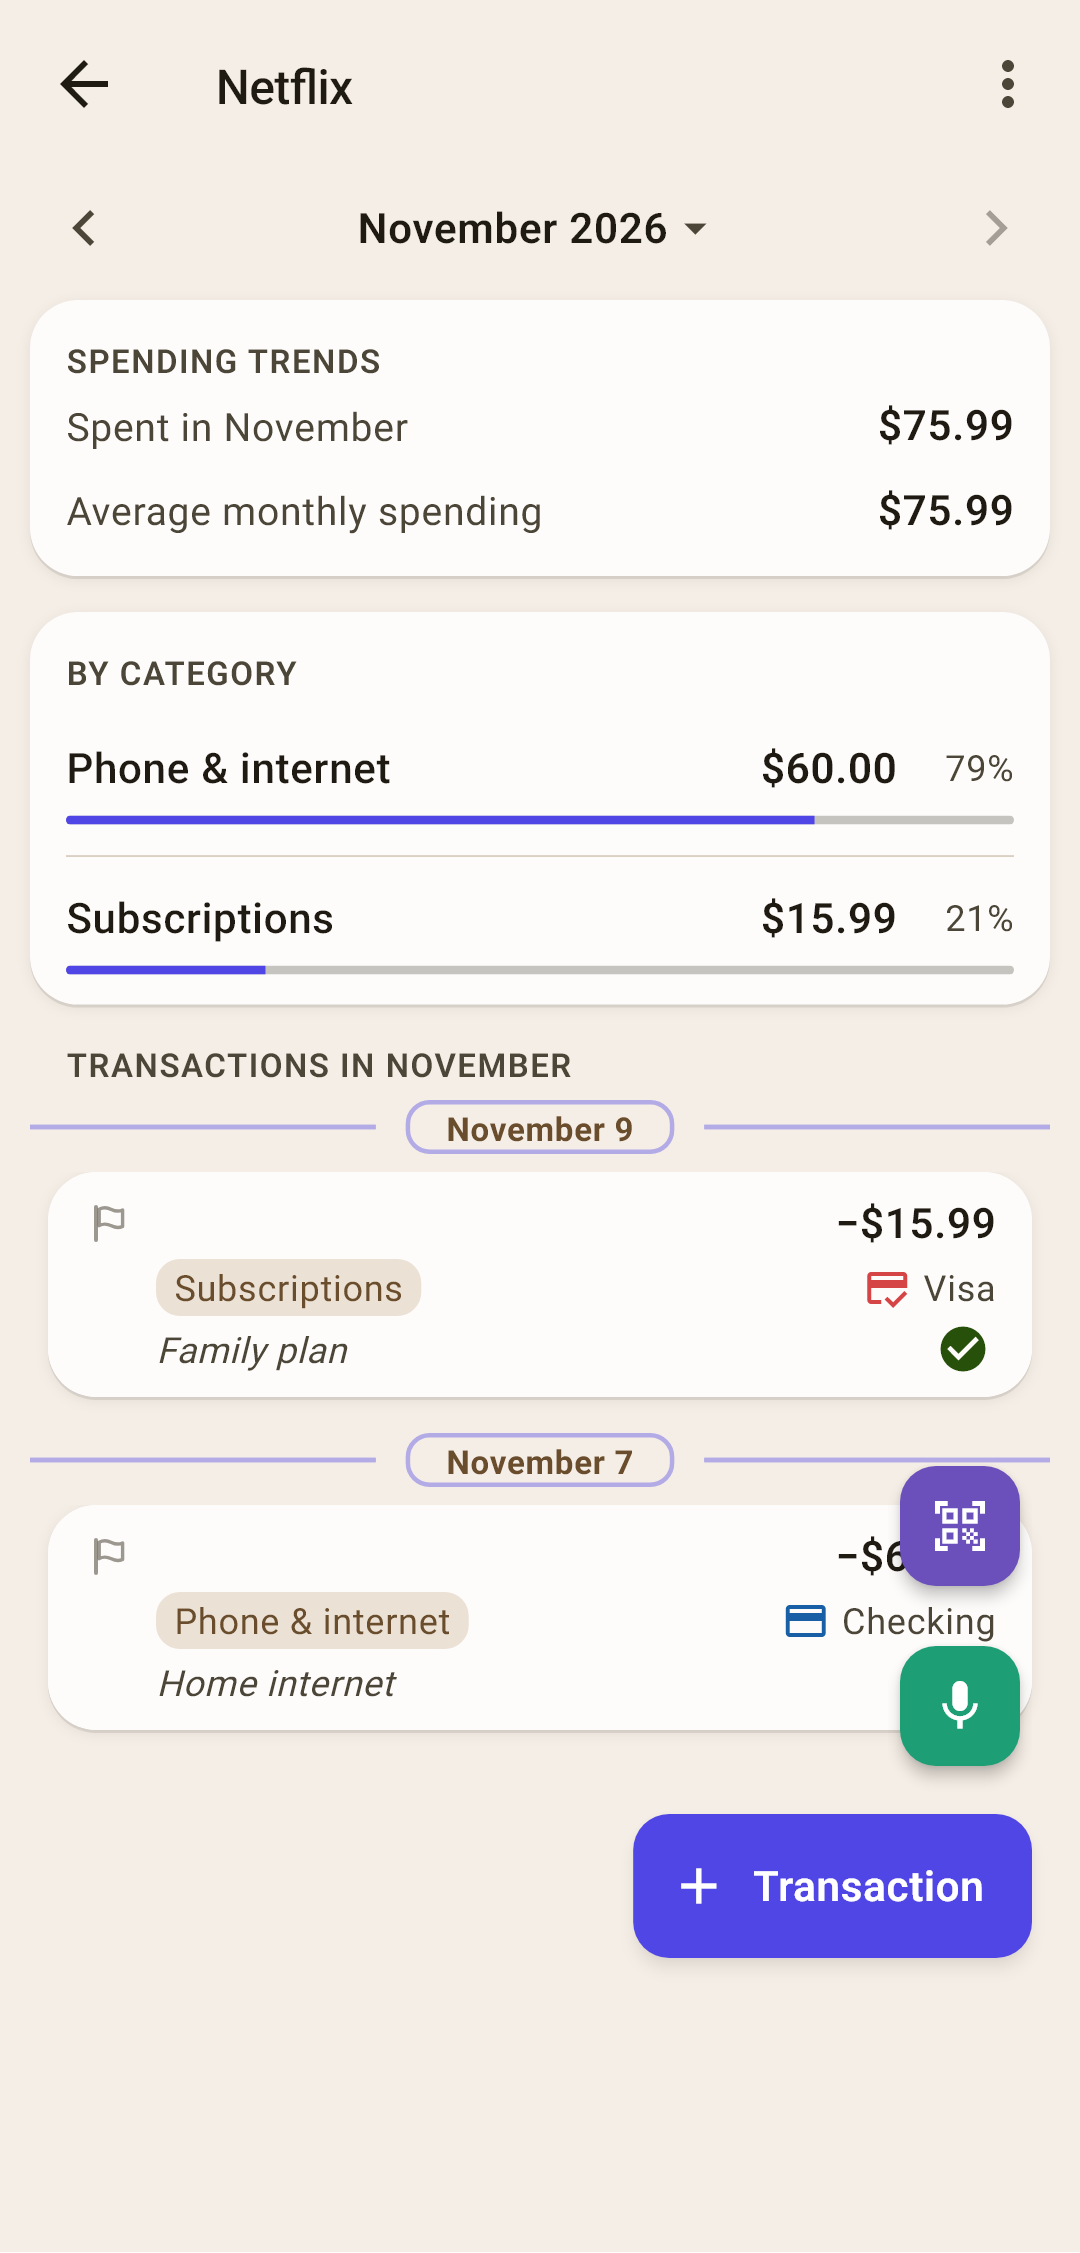 Netflix
November 2026
SPENDING TRENDS
Spent in November $75.99
Average monthly spending $75.99
BY CATEGORY
Phone & internet $60.00 79%
Subscriptions $15.99 21%
TRANSACTIONS IN NOVEMBER
November 9
−$15.99
Subscriptions Visa
Family plan
November 7
Phone & internet Checking
Home internet
Transaction